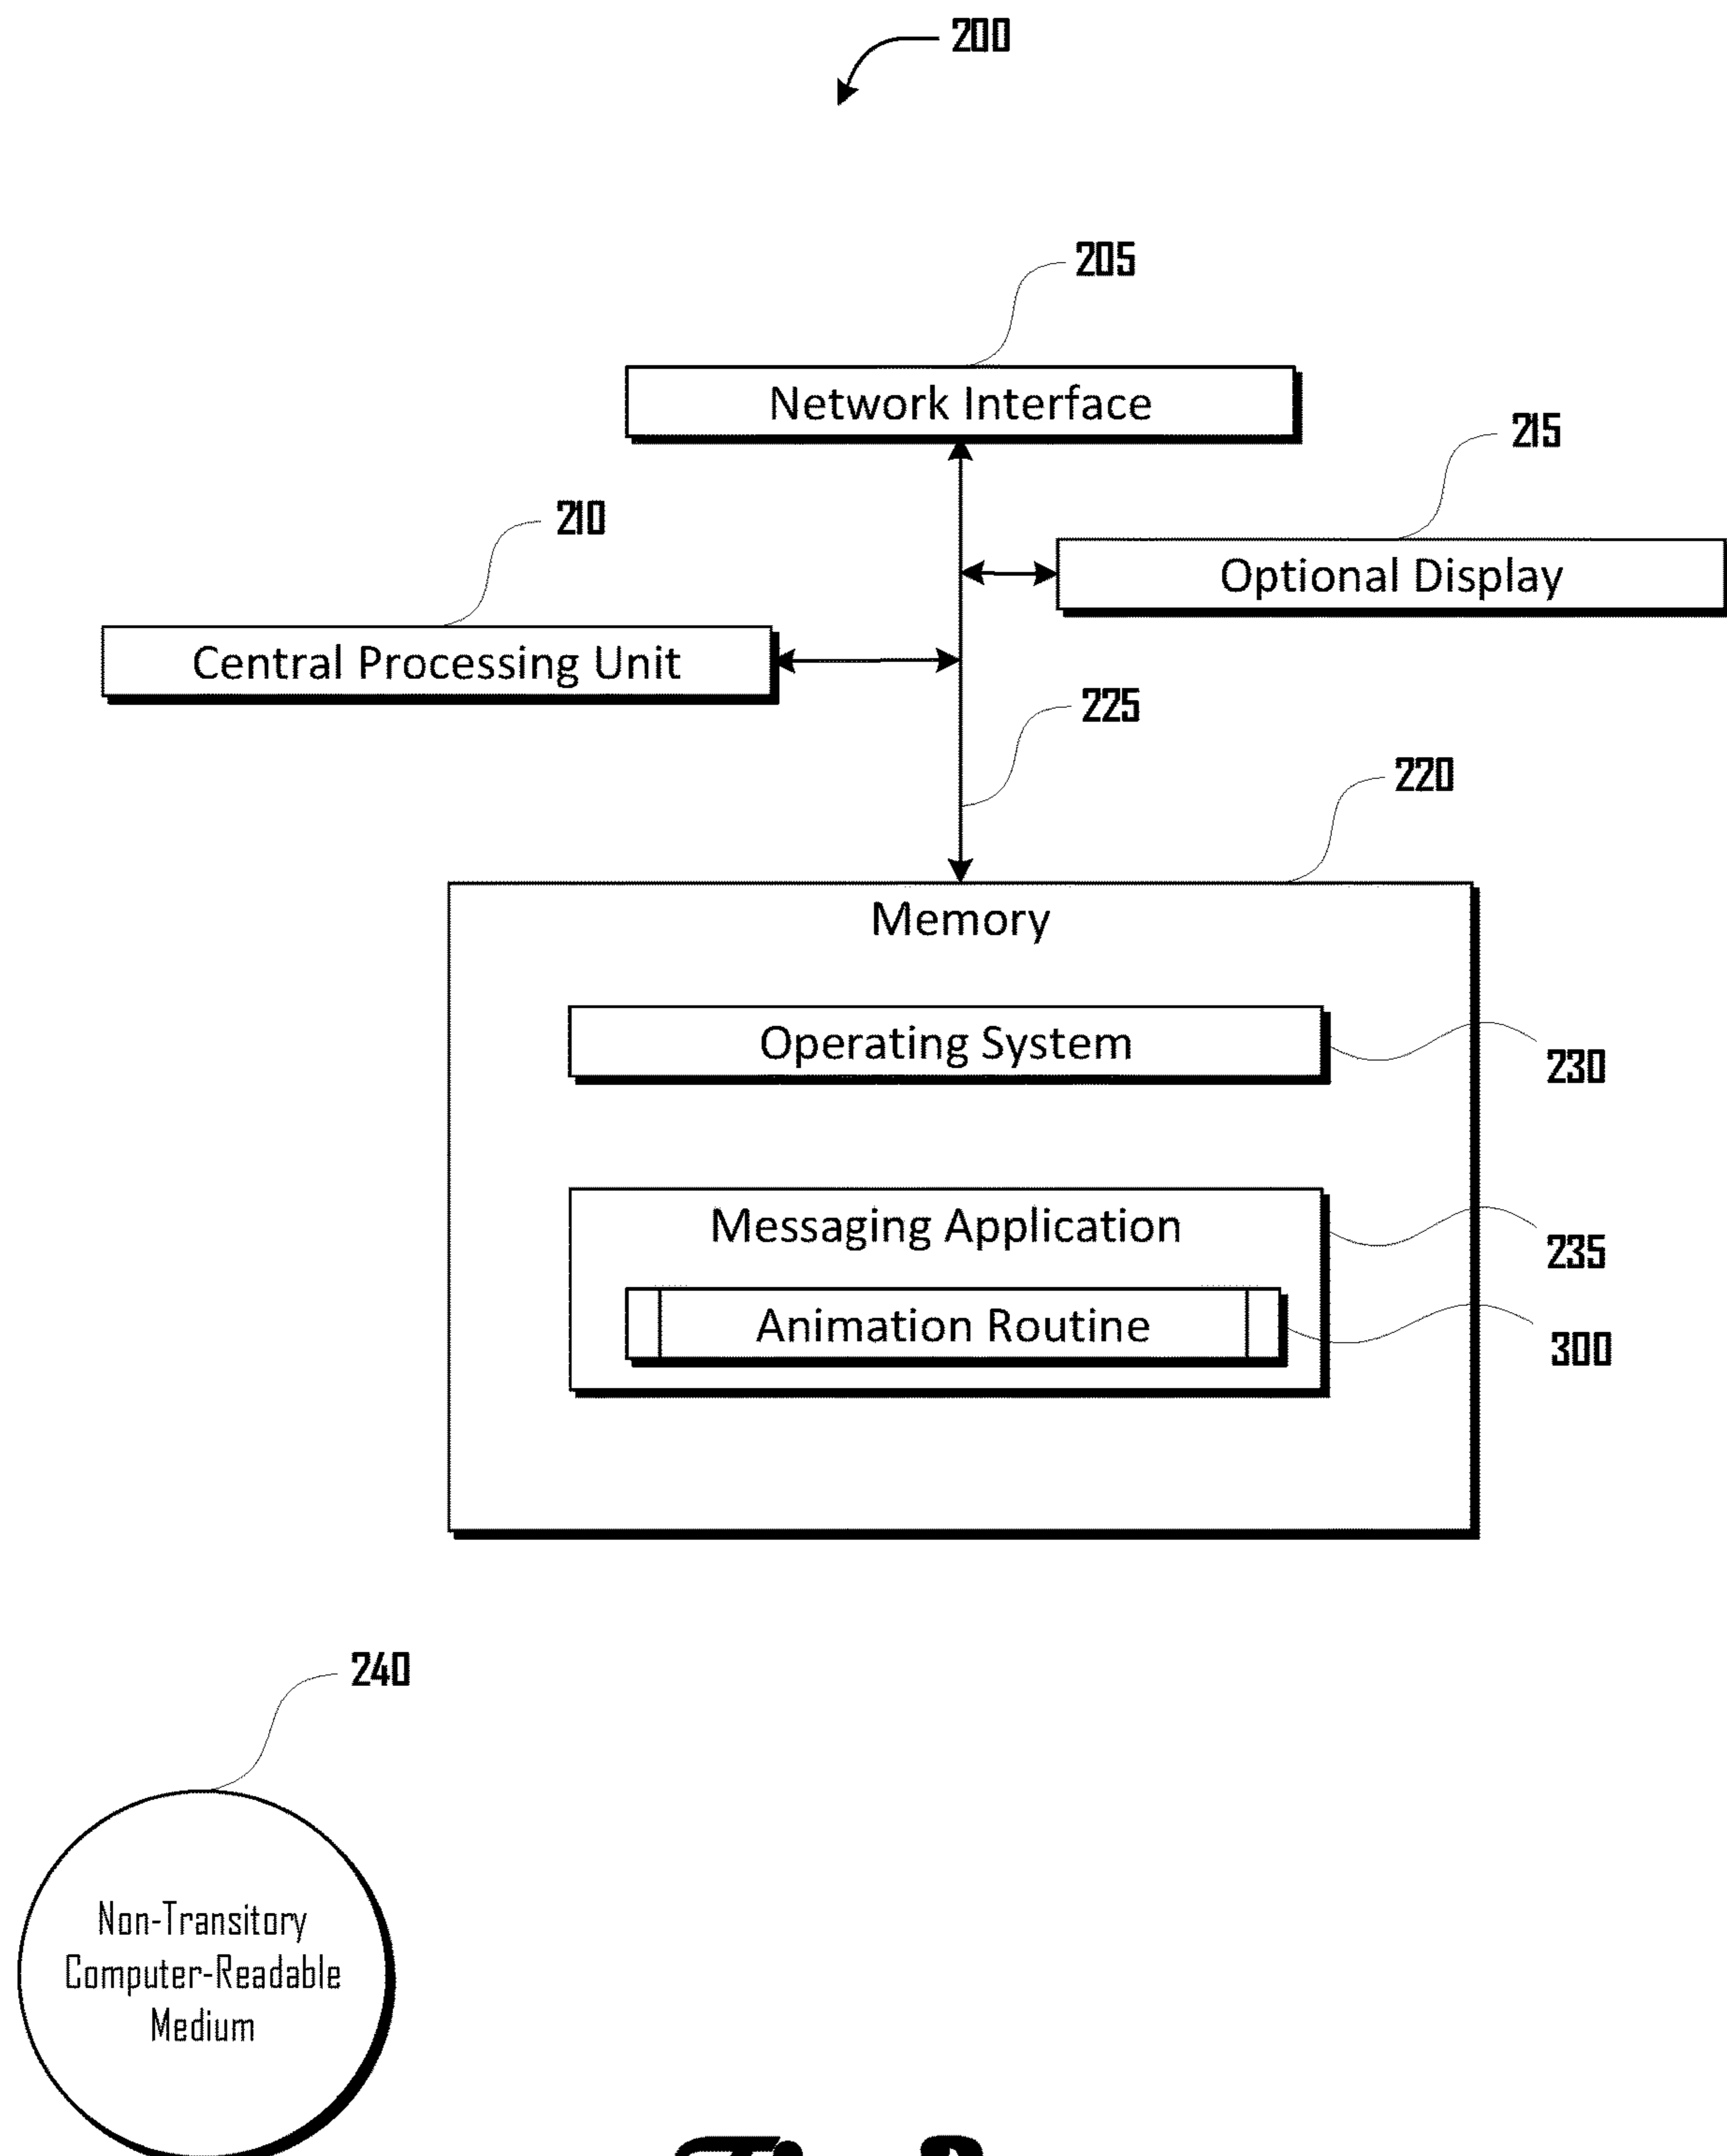 200
205
Network Interface
215
210
Optional Display
Central Processing Unit
225
220
Memory
Operating System
230
Messaging Application
235
Animation Routine
300
240
Non-Transitory
Computer-Readable
Medium